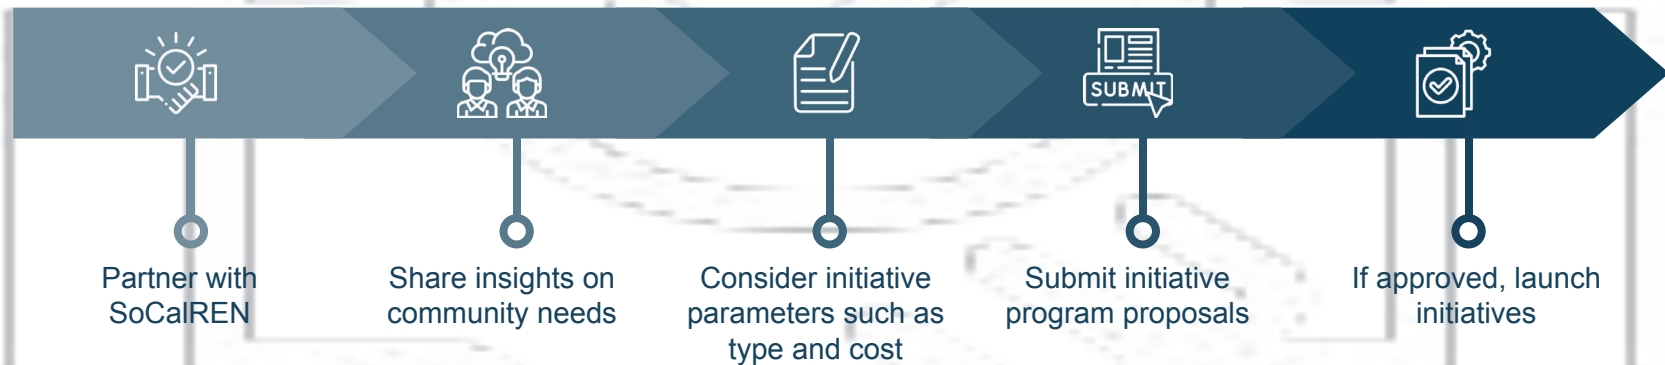 SUBMIT
Partner with
SoCalREN
Share insights on
community needs
Consider initiative
parameters such as
type and cost
Submit initiative
program proposals
If approved, launch
initiatives